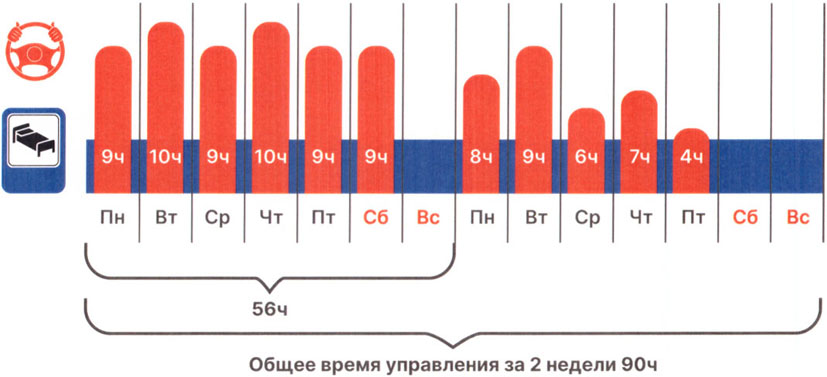 9ч 10ч 9ч 10ч 9ч 9ч 8ч 9ч 6ч 7ч 4ч
Пн Вт Ср Чт Пт Сб Вс Пн Вт Ср Чт Пт Сб Вс
56ч
Общее время управления за 2 недели 90ч